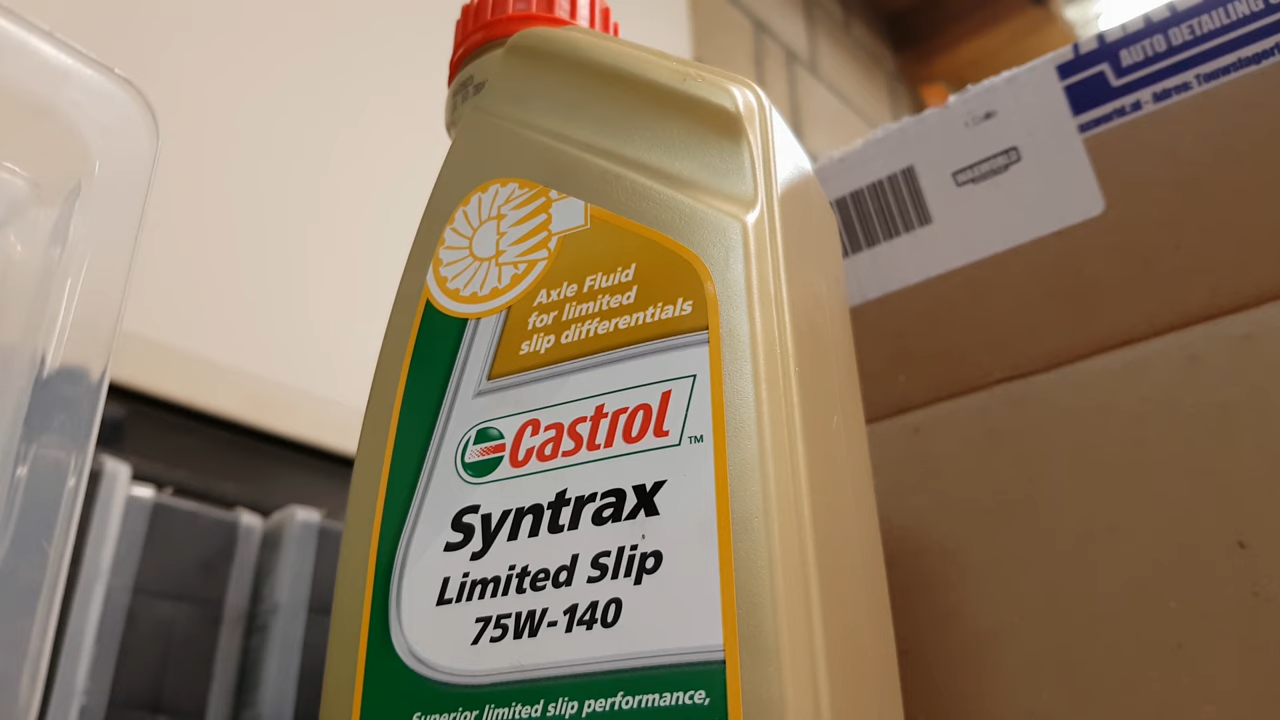 Axle Fluid
for limited
slip differentials
Castrol
TM
Syntrax
Limited Slip
75W-140
Superior limited slip performance,
AUTO DETAILING
WAXWORLD